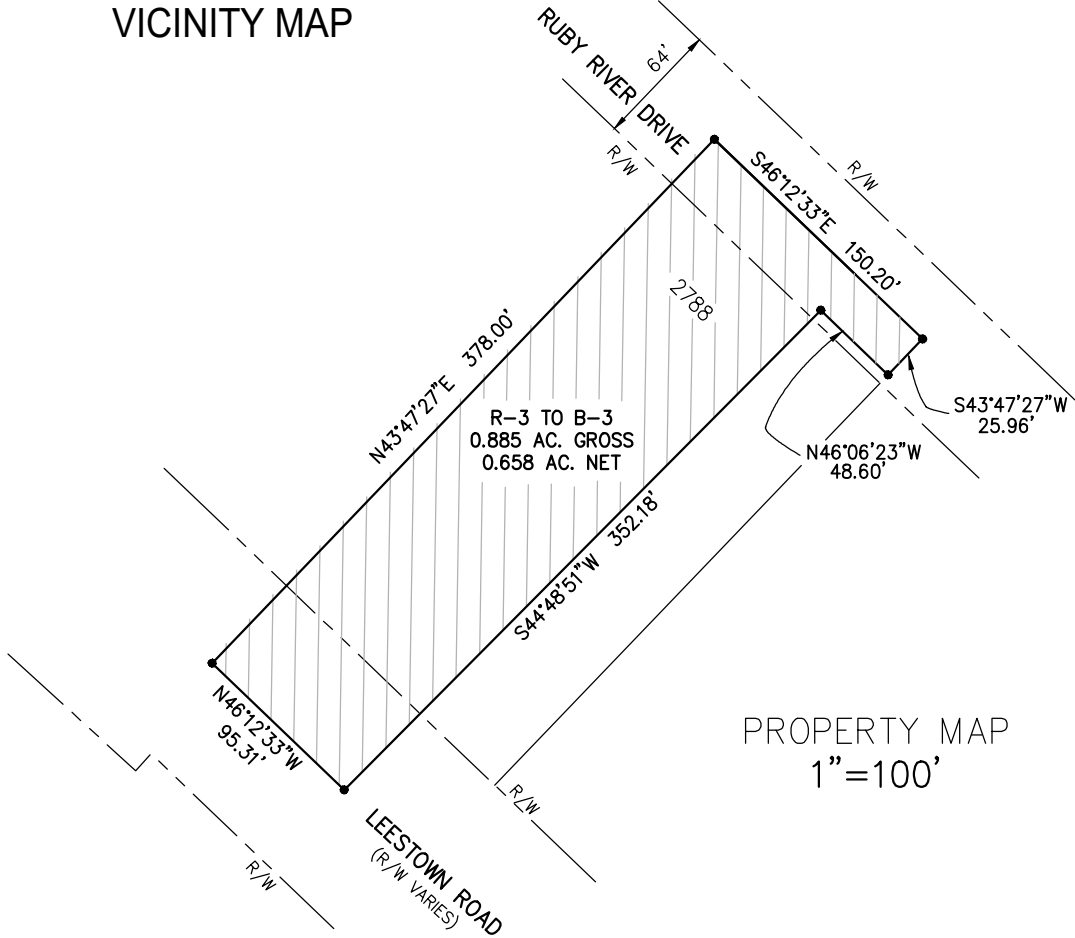 VICINITY MAP
RUBY RIVER DRIVE
64'
R/W
R/W
S46°12'33"E 150.20'
2788
N43°47'27"E 378.00'
R-3 TO B-3
0.885 AC. GROSS
0.658 AC. NET
S43°47'27"W
25.96'
N46°06'23"W
48.60'
S44°48'51"W 352.18'
N46°12'33"W
95.31'
PROPERTY MAP
1"=100'
R/W
LEESTOWN ROAD
(R/W VARIES)
R/W